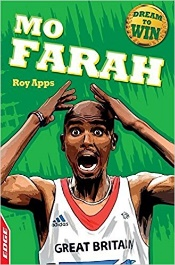 DREAM TO
WIN
MO
FARAH
Roy Apps
adidas
GREAT BRITAIN
EDGE